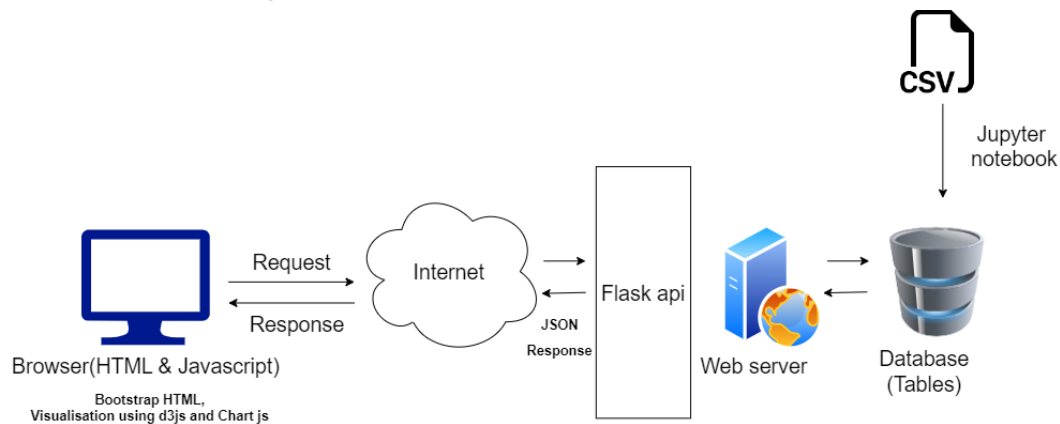 CSV
Jupyter
notebook
Request
Internet
Response
JSON
Response
Flask api
Web server
Database
(Tables)
Browser(HTML & Javascript)
Bootstrap HTML,
Visualisation using d3js and Chart js